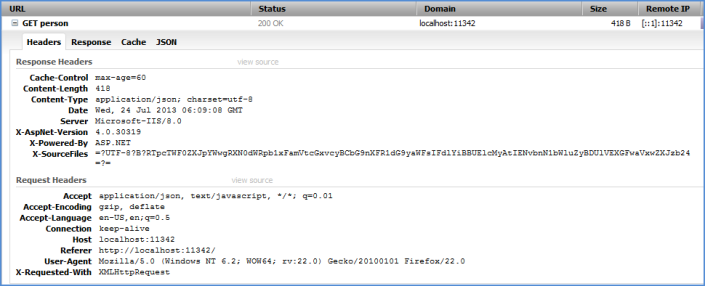 URL Status Domain Size Remote IP
GET person 200 OK localhost:11342 418 B [::1]:11342
Headers Response Cache JSON
Response Headers view source
Cache-Control max-age=60
Content-Length 418
Content-Type application/json; charset=utf-8
Date Wed, 24 Jul 2013 06:09:08 GMT
Server Microsoft-IIS/8.0
X-AspNet-Version 4.0.30319
X-Powered-By ASP.NET
X-SourceFiles
=?=
Request Headers view source
Accept application/json, text/javascript, */*; q=0.01
Accept-Encoding gzip, deflate
Accept-Language en-US,en;q=0.5
Connection keep-alive
Host localhost:11342
Referer http://localhost:11342/
User-Agent Mozilla/5.0 (Windows NT 6.2; WOW64; rv:22.0) Gecko/20100101 Firefox/22.0
X-Requested-With XMLHttpRequest